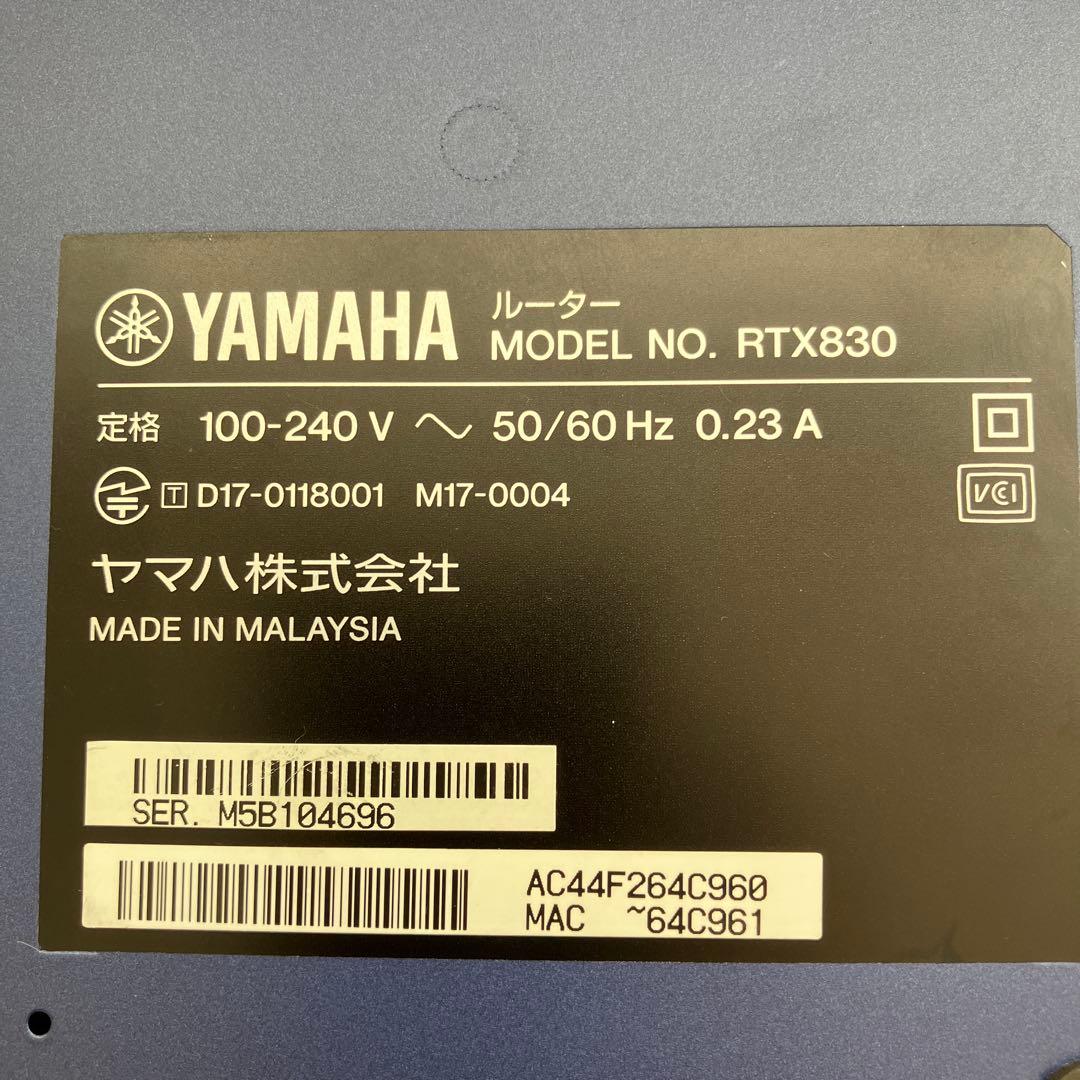 YAMAHA ルーター
MODEL NO. RTX830
定格 100-240 V ～ 50/60 Hz 0.23 A
T D17-0118001 M17-0004
VCI
ヤマハ株式会社
MADE IN MALAYSIA
SER. M5B104696
AC44F264C960
MAC ~64C961